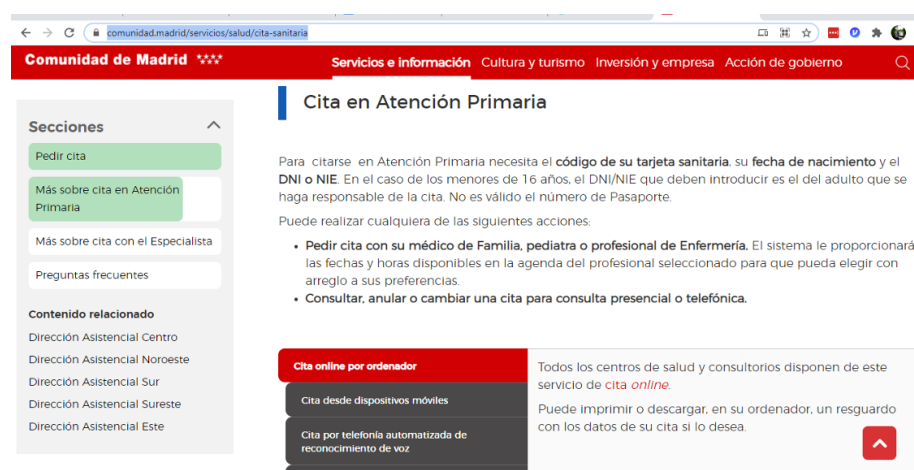 comunidad.madrid/servicios/salud/cita-sanitaria
Comunidad de Madrid
Servicios e información Cultura y turismo Inversión y empresa Acción de gobierno
Secciones
Pedir cita
Más sobre cita en Atención
Primaria
Más sobre cita con el Especialista
Preguntas frecuentes
Contenido relacionado
Dirección Asistencial Centro
Dirección Asistencial Noroeste
Dirección Asistencial Sur
Dirección Asistencial Sureste
Dirección Asistencial Este
Cita en Atención Primaria
Para citarse en Atención Primaria necesita el código de su tarjeta sanitaria, su fecha de nacimiento y el
DNI o NIE. En el caso de los menores de 16 años, el DNI/NIE que deben introducir es el del adulto que se
haga responsable de la cita. No es válido el número de Pasaporte.
Puede realizar cualquiera de las siguientes acciones:
• Pedir cita con su médico de Familia, pediatra o profesional de Enfermería. El sistema le proporcionará
las fechas y horas disponibles en la agenda del profesional seleccionado para que pueda elegir con
arreglo a sus preferencias.
• Consultar, anular o cambiar una cita para consulta presencial o telefónica.
Cita online por ordenador
Cita desde dispositivos móviles
Cita por telefonía automatizada de
reconocimiento de voz
Todos los centros de salud y consultorios disponen de este
servicio de cita online.
Puede imprimir o descargar, en su ordenador, un resguardo
con los datos de su cita si lo desea.